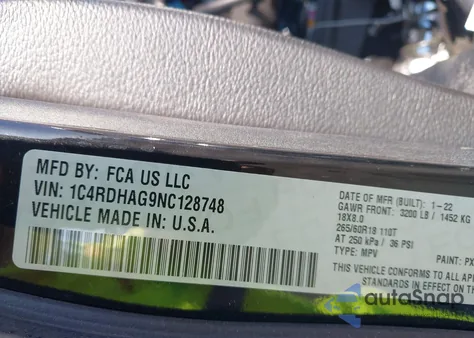 MFD BY: FCA US LLC
VIN: 1C4RDHAG9NC128748
VEHICLE MADE IN: U.S.A.
DATE OF MFR (BUILT): 1-22
GAWR FRONT: 3200 LB / 1452 KG
18X8.0
265/60R18 110T
AT 250 kPa / 36 PSI
TYPE: MPV
PAINT: PX
THIS VEHICLE CONFORMS TO ALL AP
STANDARDS IN EFFECT ON THE
autoSnap